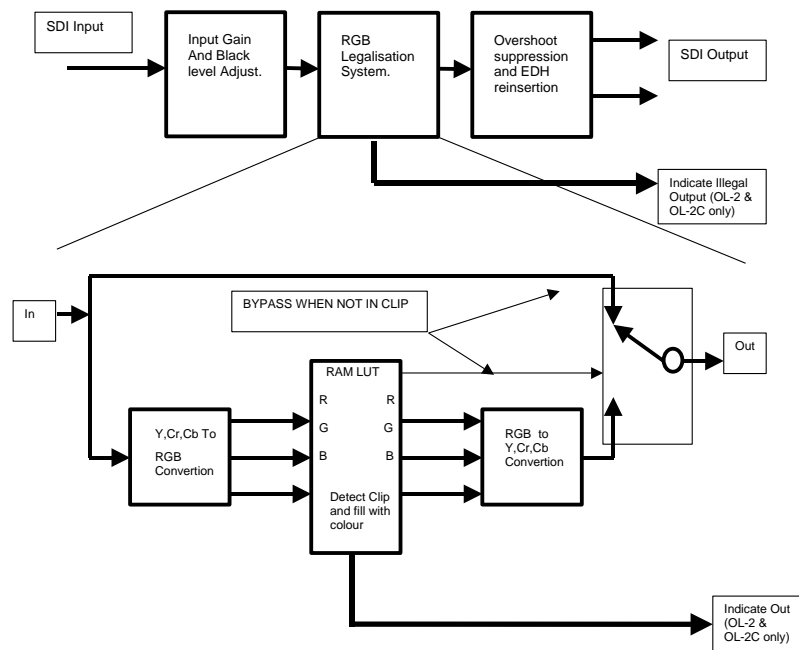 SDI Input
Input Gain
And Black
level Adjust.
RGB
Legalisation
System.
Overshoot
suppression
and EDH
reinsertion
SDI Output
Indicate Illegal
Output (OL-2 &
OL-2C only)
In
BYPASS WHEN NOT IN CLIP
Out
RAM LUT
R R
G G
B B
Detect Clip
and fill with
colour
Y,Cr,Cb To
RGB
Convertion
RGB to
Y,Cr,Cb
Convertion
Indicate Out
(OL-2 &
OL-2C only)